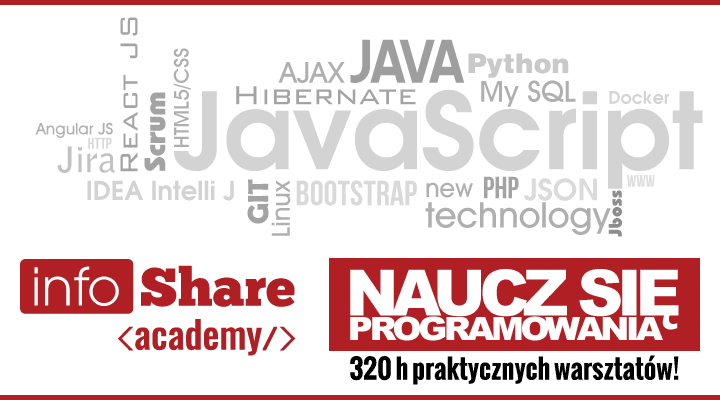 REACT JS
HTML5/CSS
AJAX
JAVA
Python
HIBERNATE
My SQL
Docker
Scrum
JavaScript
Angular JS
HTTP
Jira
WWW
IDEA Intelli J
GIT
Linux
BOOTSTRAP
new
PHP
JSON
technology
Jboss
info Share
<academy/>
NAUCZ SIĘ
PROGRAMOWANIA
320 h praktycznych warsztatów!